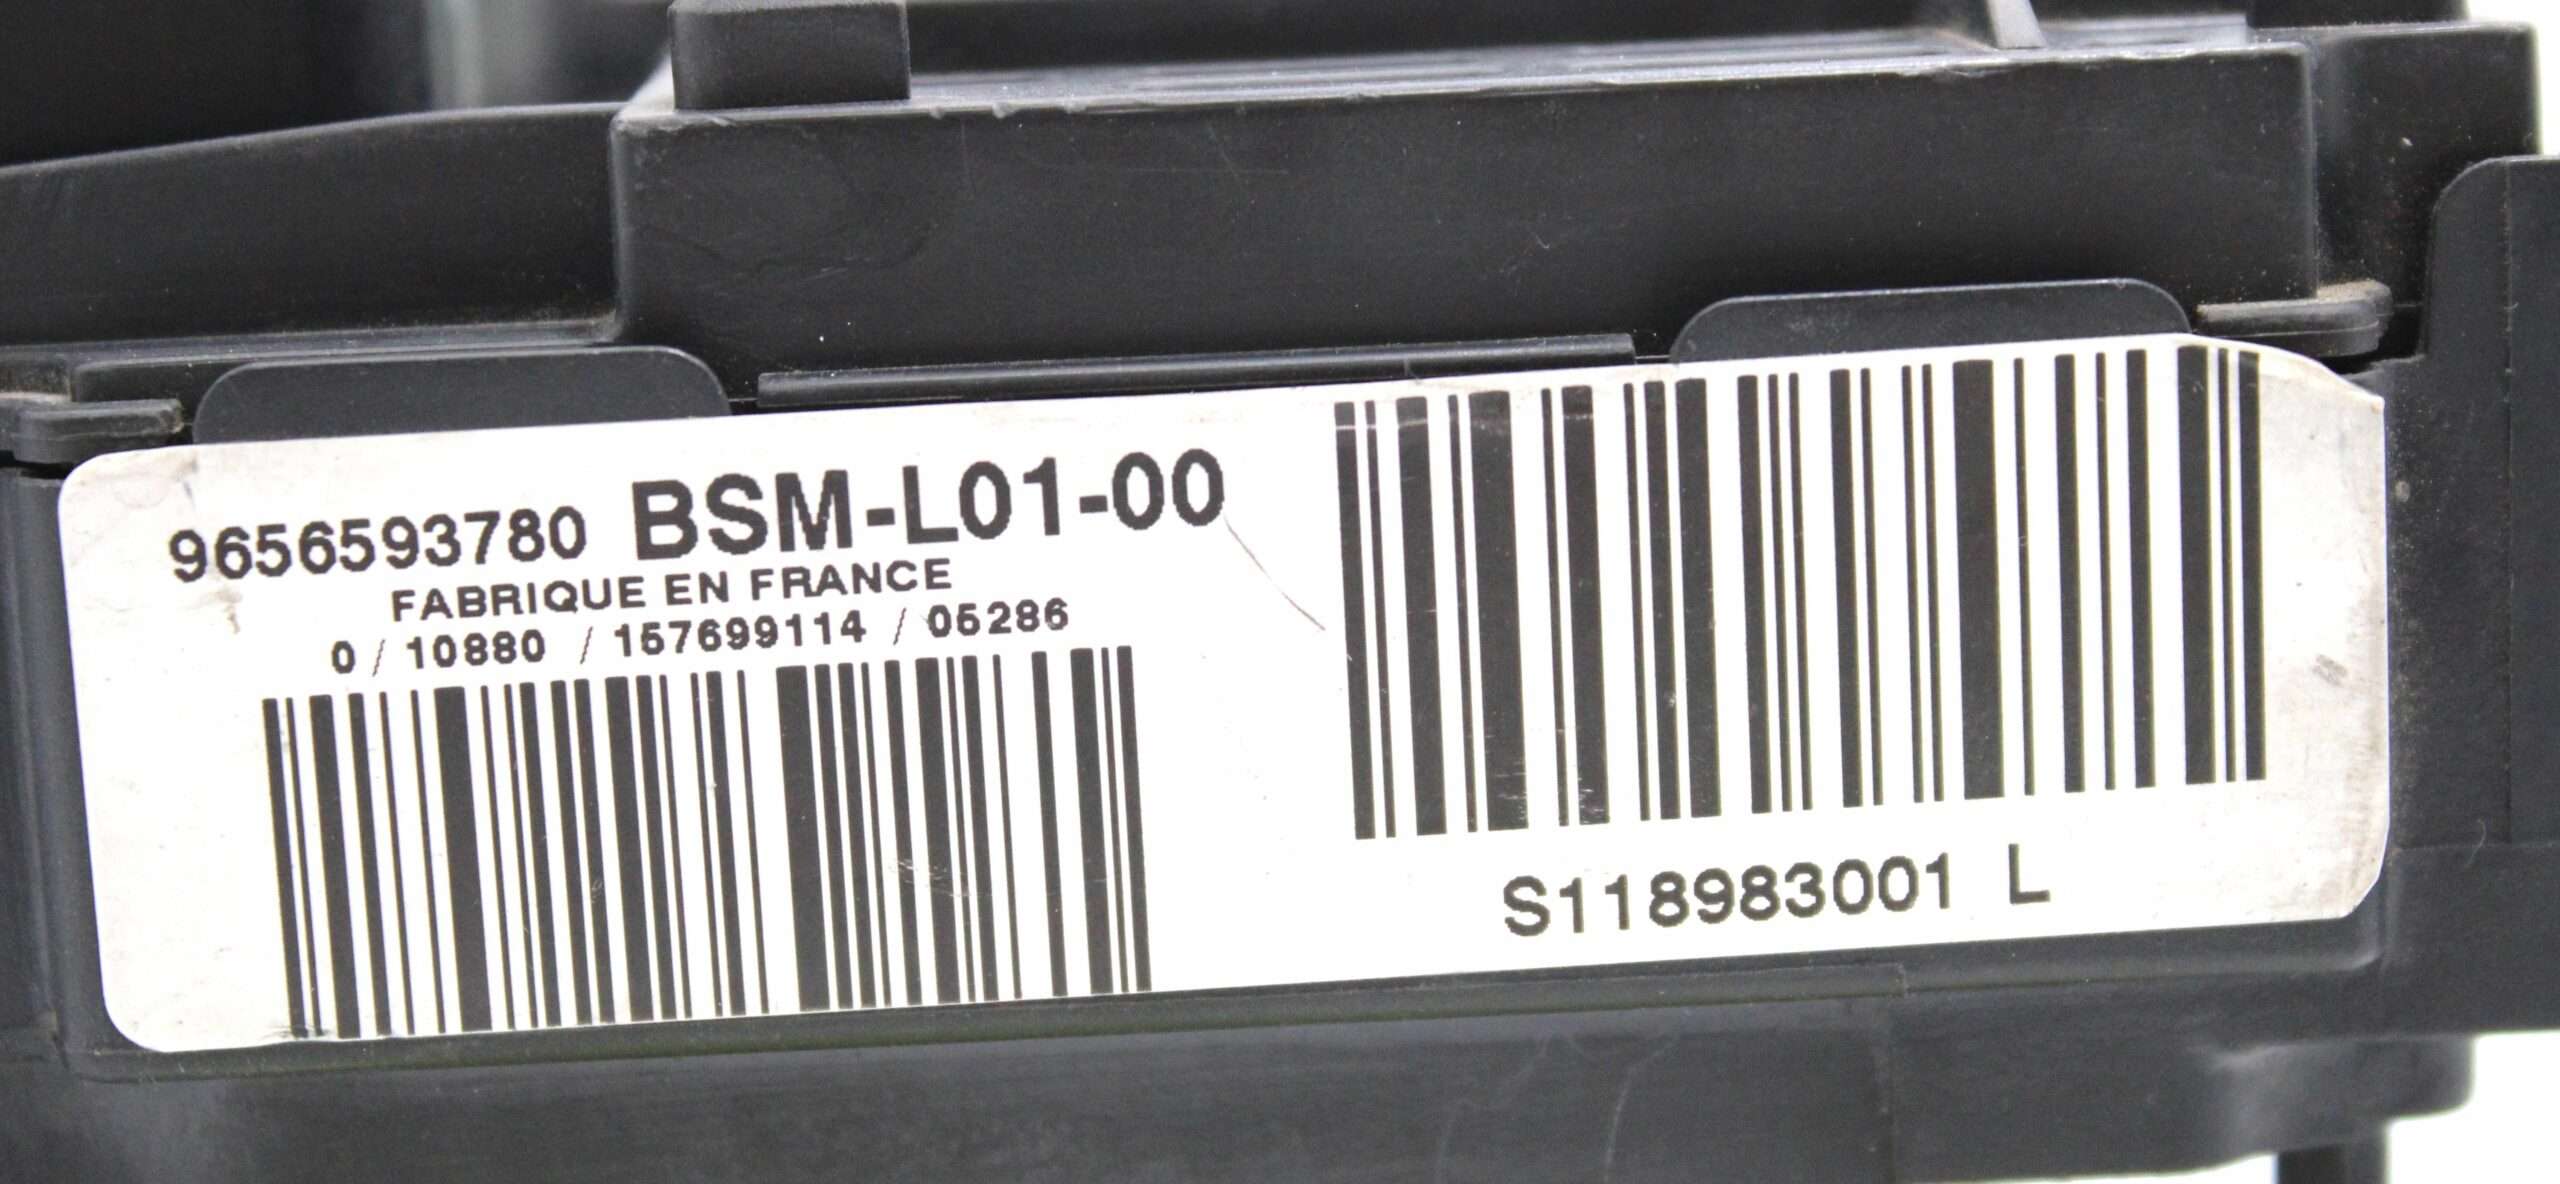 9656593780 BSM-L01-00
FABRIQUE EN FRANCE
0 / 10880 / 157699114 / 05286
S118983001 L